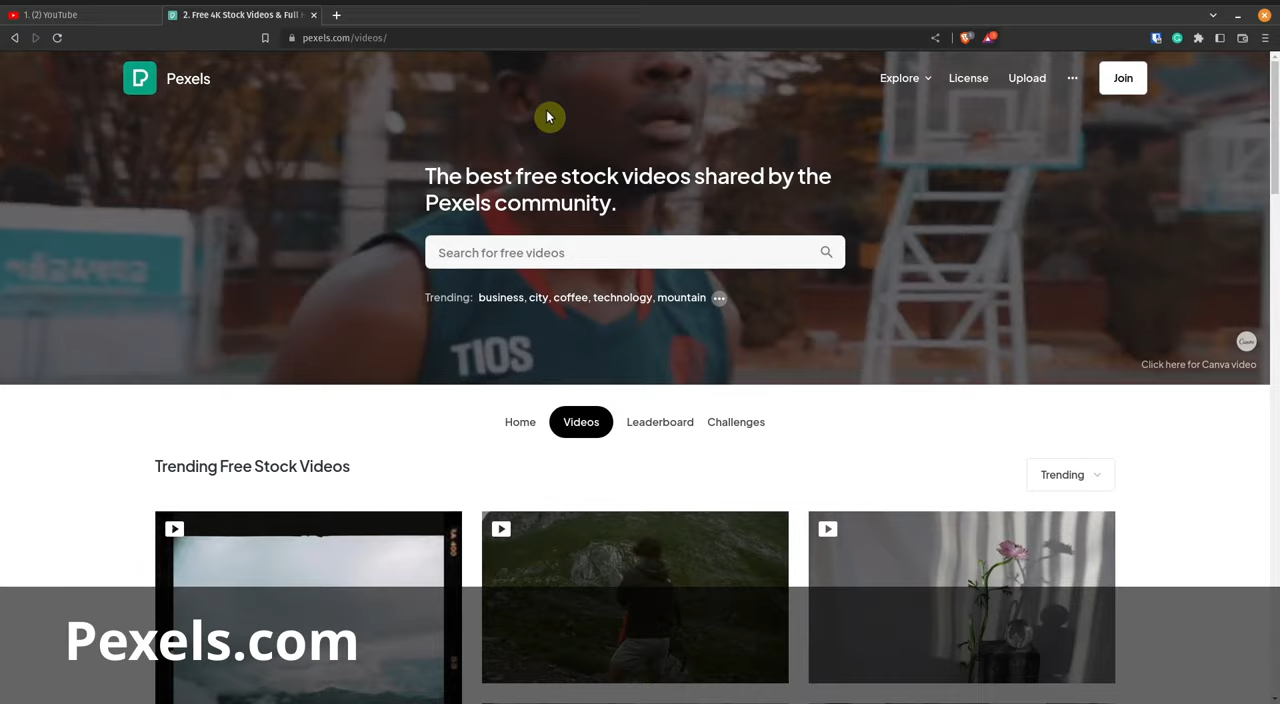 1. (2) YouTube
2. Free 4K Stock Videos & Full
pexels.com/videos/
Pexels
Explore
License
Upload
Join
The best free stock videos shared by the
Pexels community.
Search for free videos
Trending: business, city, coffee, technology, mountain
TIOS
Canva
Click here for Canva video
Home
Videos
Leaderboard
Challenges
Trending Free Stock Videos
Trending
Pexels.com